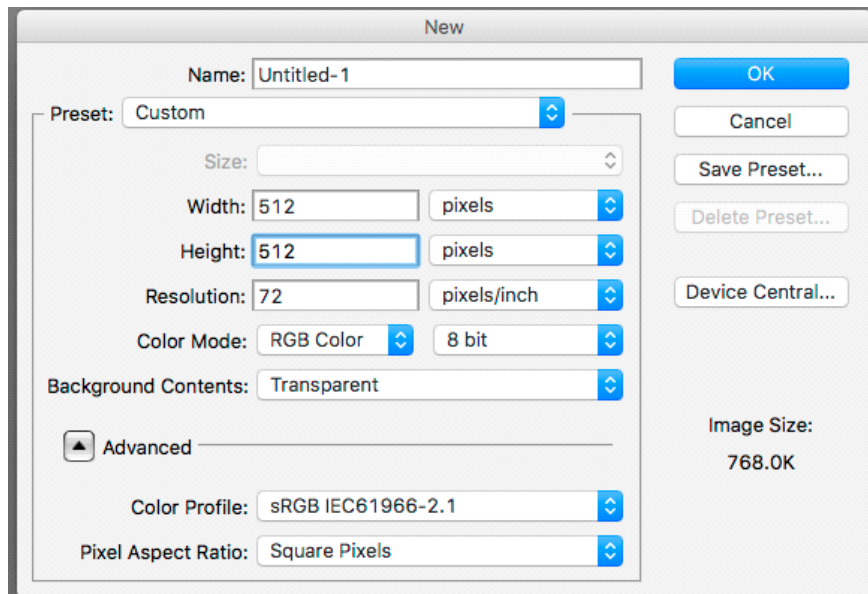 New
Name: Untitled-1
OK
Preset: Custom
Cancel
Size:
Save Preset...
Width: 512 pixels
Delete Preset...
Height: 512 pixels
Resolution: 72 pixels/inch
Device Central...
Color Mode: RGB Color 8 bit
Background Contents: Transparent
Image Size:
Advanced
768.0K
Color Profile: sRGB IEC61966-2.1
Pixel Aspect Ratio: Square Pixels